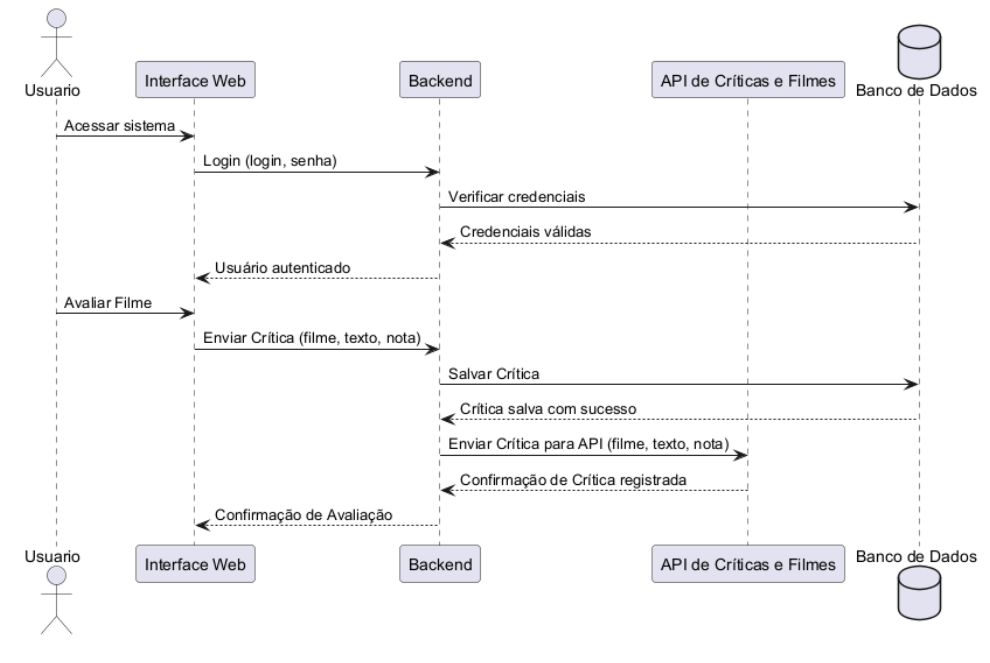 Usuario
Interface Web
Backend
API de Críticas e Filmes
Banco de Dados
Acessar sistema
Login (login, senha)
Verificar credenciais
Credenciais válidas
Usuário autenticado
Avaliar Filme
Enviar Crítica (filme, texto, nota)
Salvar Crítica
Crítica salva com sucesso
Enviar Crítica para API (filme, texto, nota)
Confirmação de Crítica registrada
Confirmação de Avaliação
Usuario
Interface Web
Backend
API de Críticas e Filmes
Banco de Dados